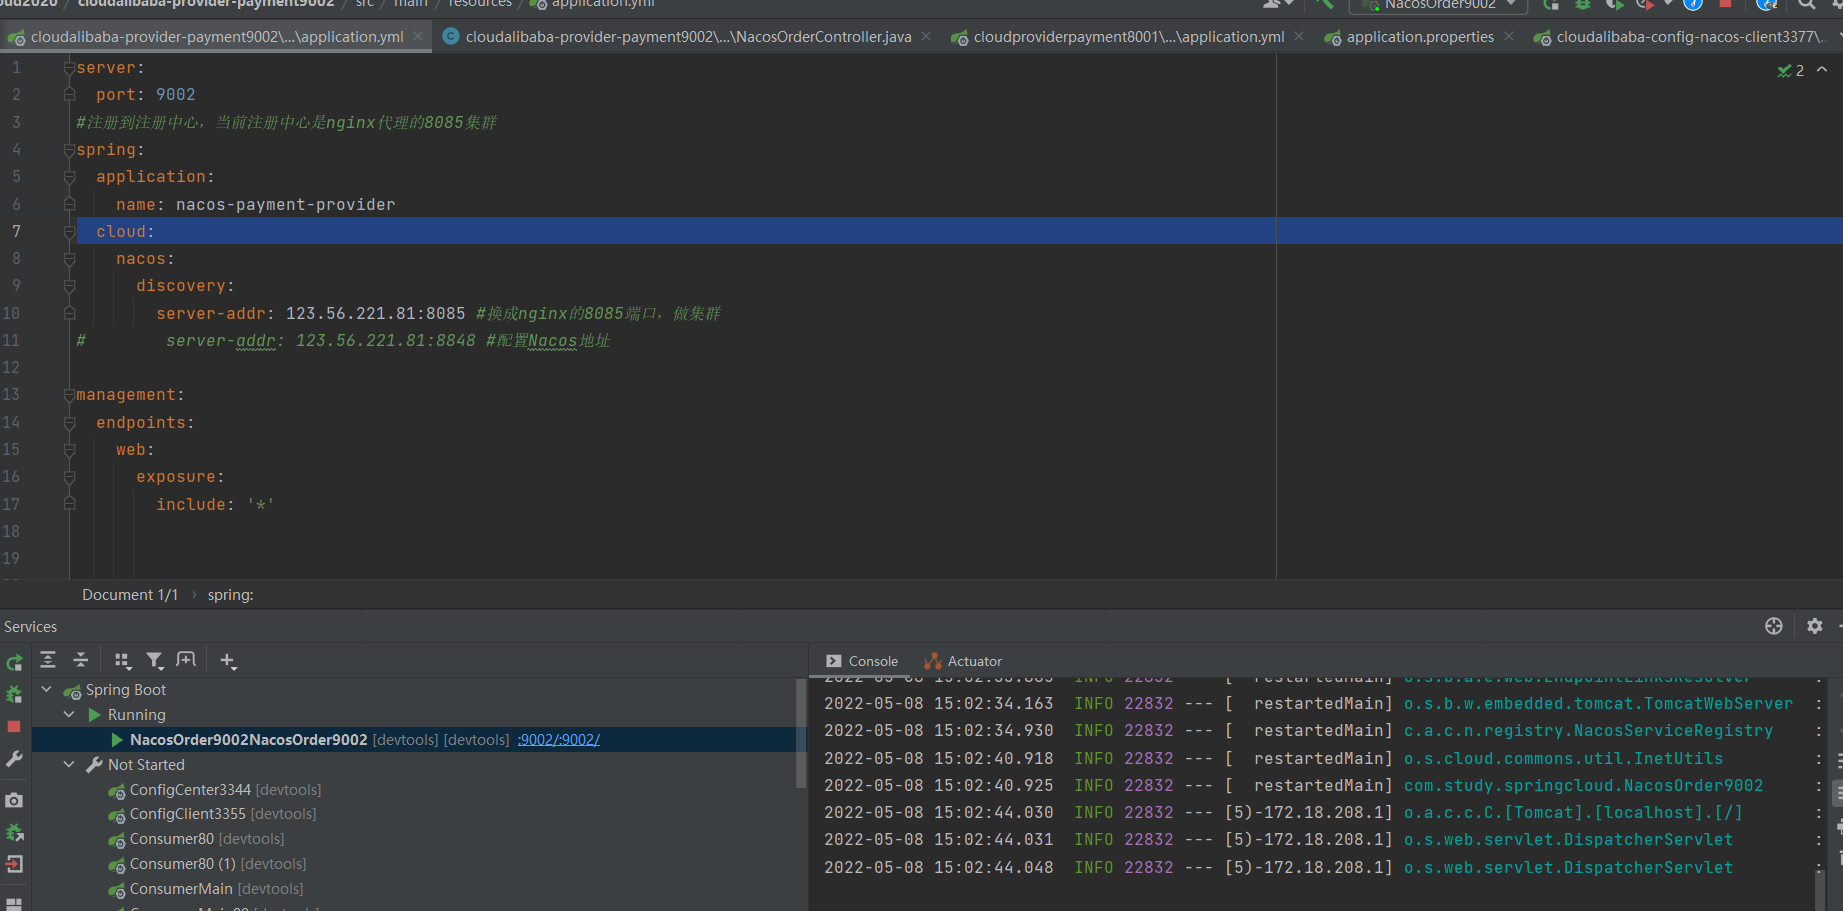 cloudalibaba-provider-payment9002 / src / main / resources / application.yml
NacosOrder9002
cloudalibaba-provider-payment9002\...\application.yml
cloudalibaba-provider-payment9002\...\NacosOrderController.java
cloudproviderpayment8001\...\application.yml
application.properties
cloudalibaba-config-nacos-client3377\..
2
1 server:
2 port: 9002
3 #注册到注册中心，当前注册中心是nginx代理的8085集群
4 spring:
5 application:
6 name: nacos-payment-provider
7 cloud:
8 nacos:
9 discovery:
10 server-addr: 123.56.221.81:8085 #换成nginx的8085端口，做集群
11 # server-addr: 123.56.221.81:8848 #配置Nacos地址
12
13 management:
14 endpoints:
15 web:
16 exposure:
17 include: '*'
18
19
Document 1/1 › spring:
Services
Spring Boot
Running
NacosOrder9002NacosOrder9002 [devtools] [devtools] :9002/:9002/
Not Started
ConfigCenter3344 [devtools]
ConfigClient3355 [devtools]
Consumer80 [devtools]
Consumer80 (1) [devtools]
ConsumerMain [devtools]
Console
Actuator
INFO 22832 --- [ restartedMain] o.s.b.a.e.web.EndpointLinksResolver :
2022-05-08 15:02:34.163 INFO 22832 --- [ restartedMain] o.s.b.w.embedded.tomcat.TomcatWebServer :
2022-05-08 15:02:34.930 INFO 22832 --- [ restartedMain] c.a.c.n.registry.NacosServiceRegistry :
2022-05-08 15:02:40.918 INFO 22832 --- [ restartedMain] o.s.cloud.commons.util.InetUtils :
2022-05-08 15:02:40.925 INFO 22832 --- [ restartedMain] com.study.springcloud.NacosOrder9002 :
2022-05-08 15:02:44.030 INFO 22832 --- [5)-172.18.208.1] o.a.c.c.C.[Tomcat].[localhost].[/] :
2022-05-08 15:02:44.031 INFO 22832 --- [5)-172.18.208.1] o.s.web.servlet.DispatcherServlet :
2022-05-08 15:02:44.048 INFO 22832 --- [5)-172.18.208.1] o.s.web.servlet.DispatcherServlet :